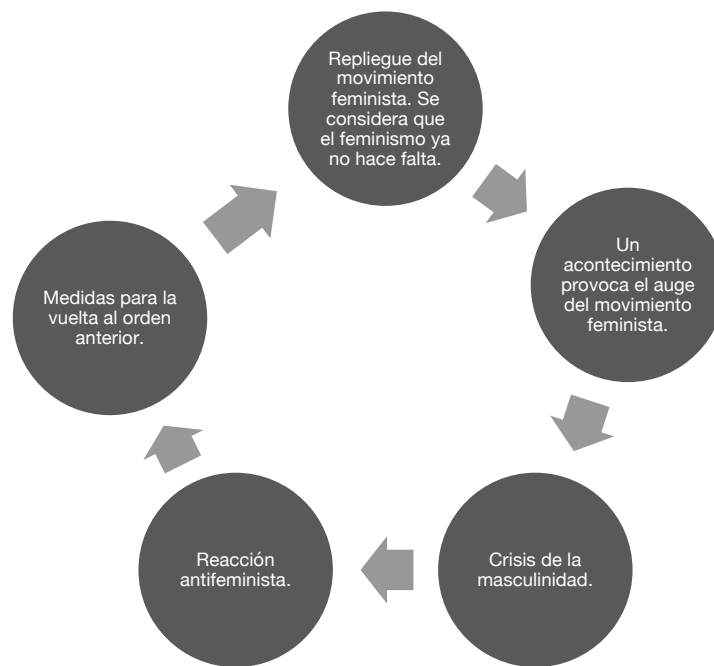 Repliegue del
movimiento
feminista. Se
considera que
el feminismo ya
no hace falta.
Un
acontecimiento
provoca el auge
del movimiento
feminista.
Crisis de la
masculinidad.
Reacción
antifeminista.
Medidas para la
vuelta al orden
anterior.